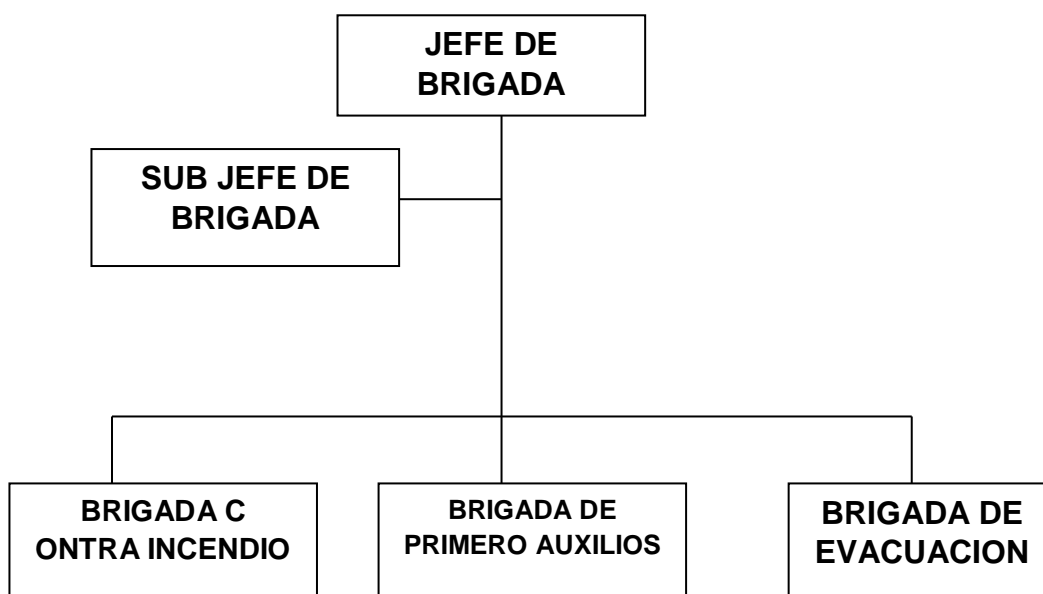 JEFE DE
BRIGADA
SUB JEFE DE
BRIGADA
BRIGADA C
ONTRA INCENDIO
BRIGADA DE
PRIMERO AUXILIOS
BRIGADA DE
EVACUACION